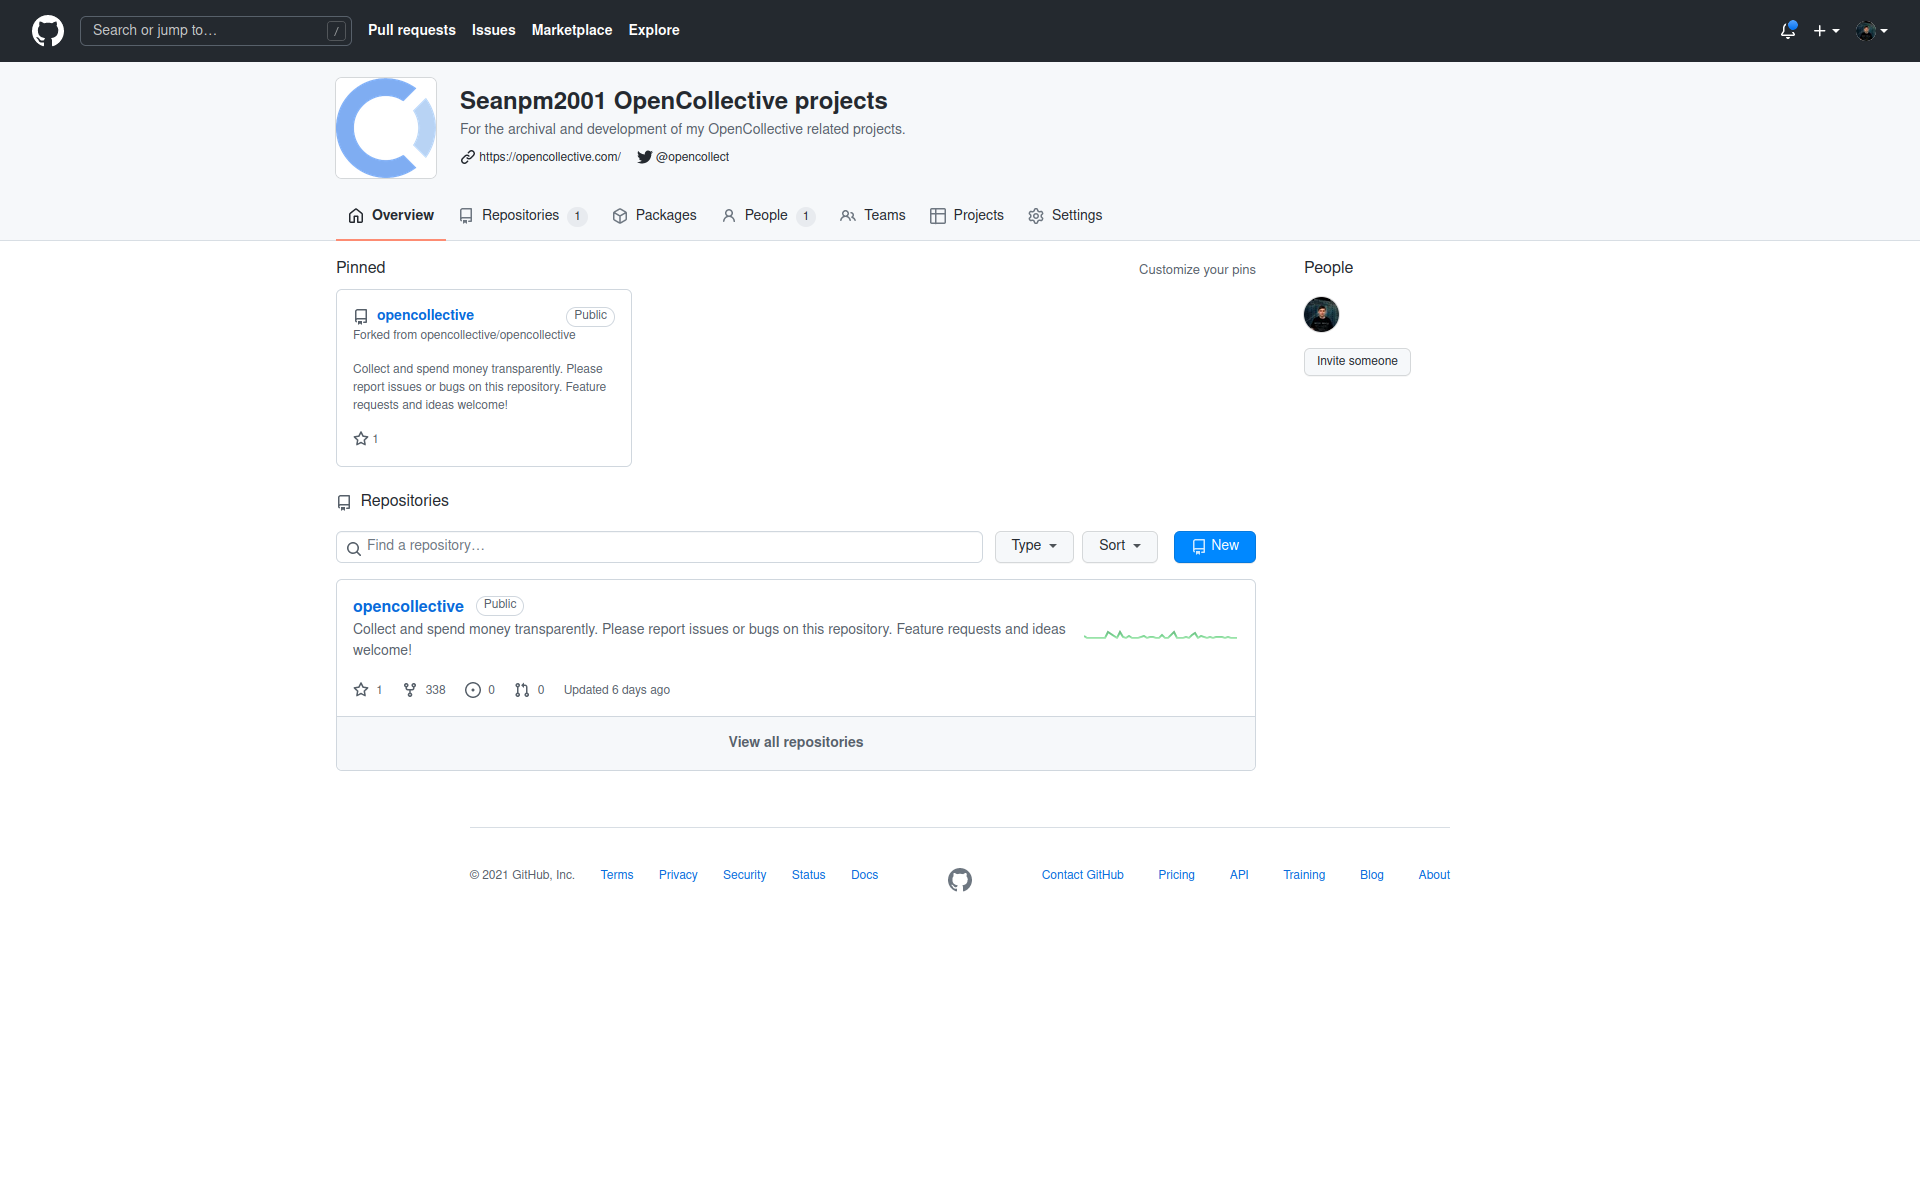 Search or jump to…
/
Pull requests
Issues
Marketplace
Explore
Seanpm2001 OpenCollective projects
For the archival and development of my OpenCollective related projects.
https://opencollective.com/
@opencollect
Overview
Repositories 1
Packages
People 1
Teams
Projects
Settings
Pinned
Customize your pins
opencollective
Public
Forked from opencollective/opencollective
Collect and spend money transparently. Please
report issues or bugs on this repository. Feature
requests and ideas welcome!
1
People
Invite someone
Repositories
Find a repository…
Type
Sort
New
opencollective
Public
Collect and spend money transparently. Please report issues or bugs on this repository. Feature requests and ideas
welcome!
1
338
0
0
Updated 6 days ago
View all repositories
© 2021 GitHub, Inc.
Terms
Privacy
Security
Status
Docs
Contact GitHub
Pricing
API
Training
Blog
About